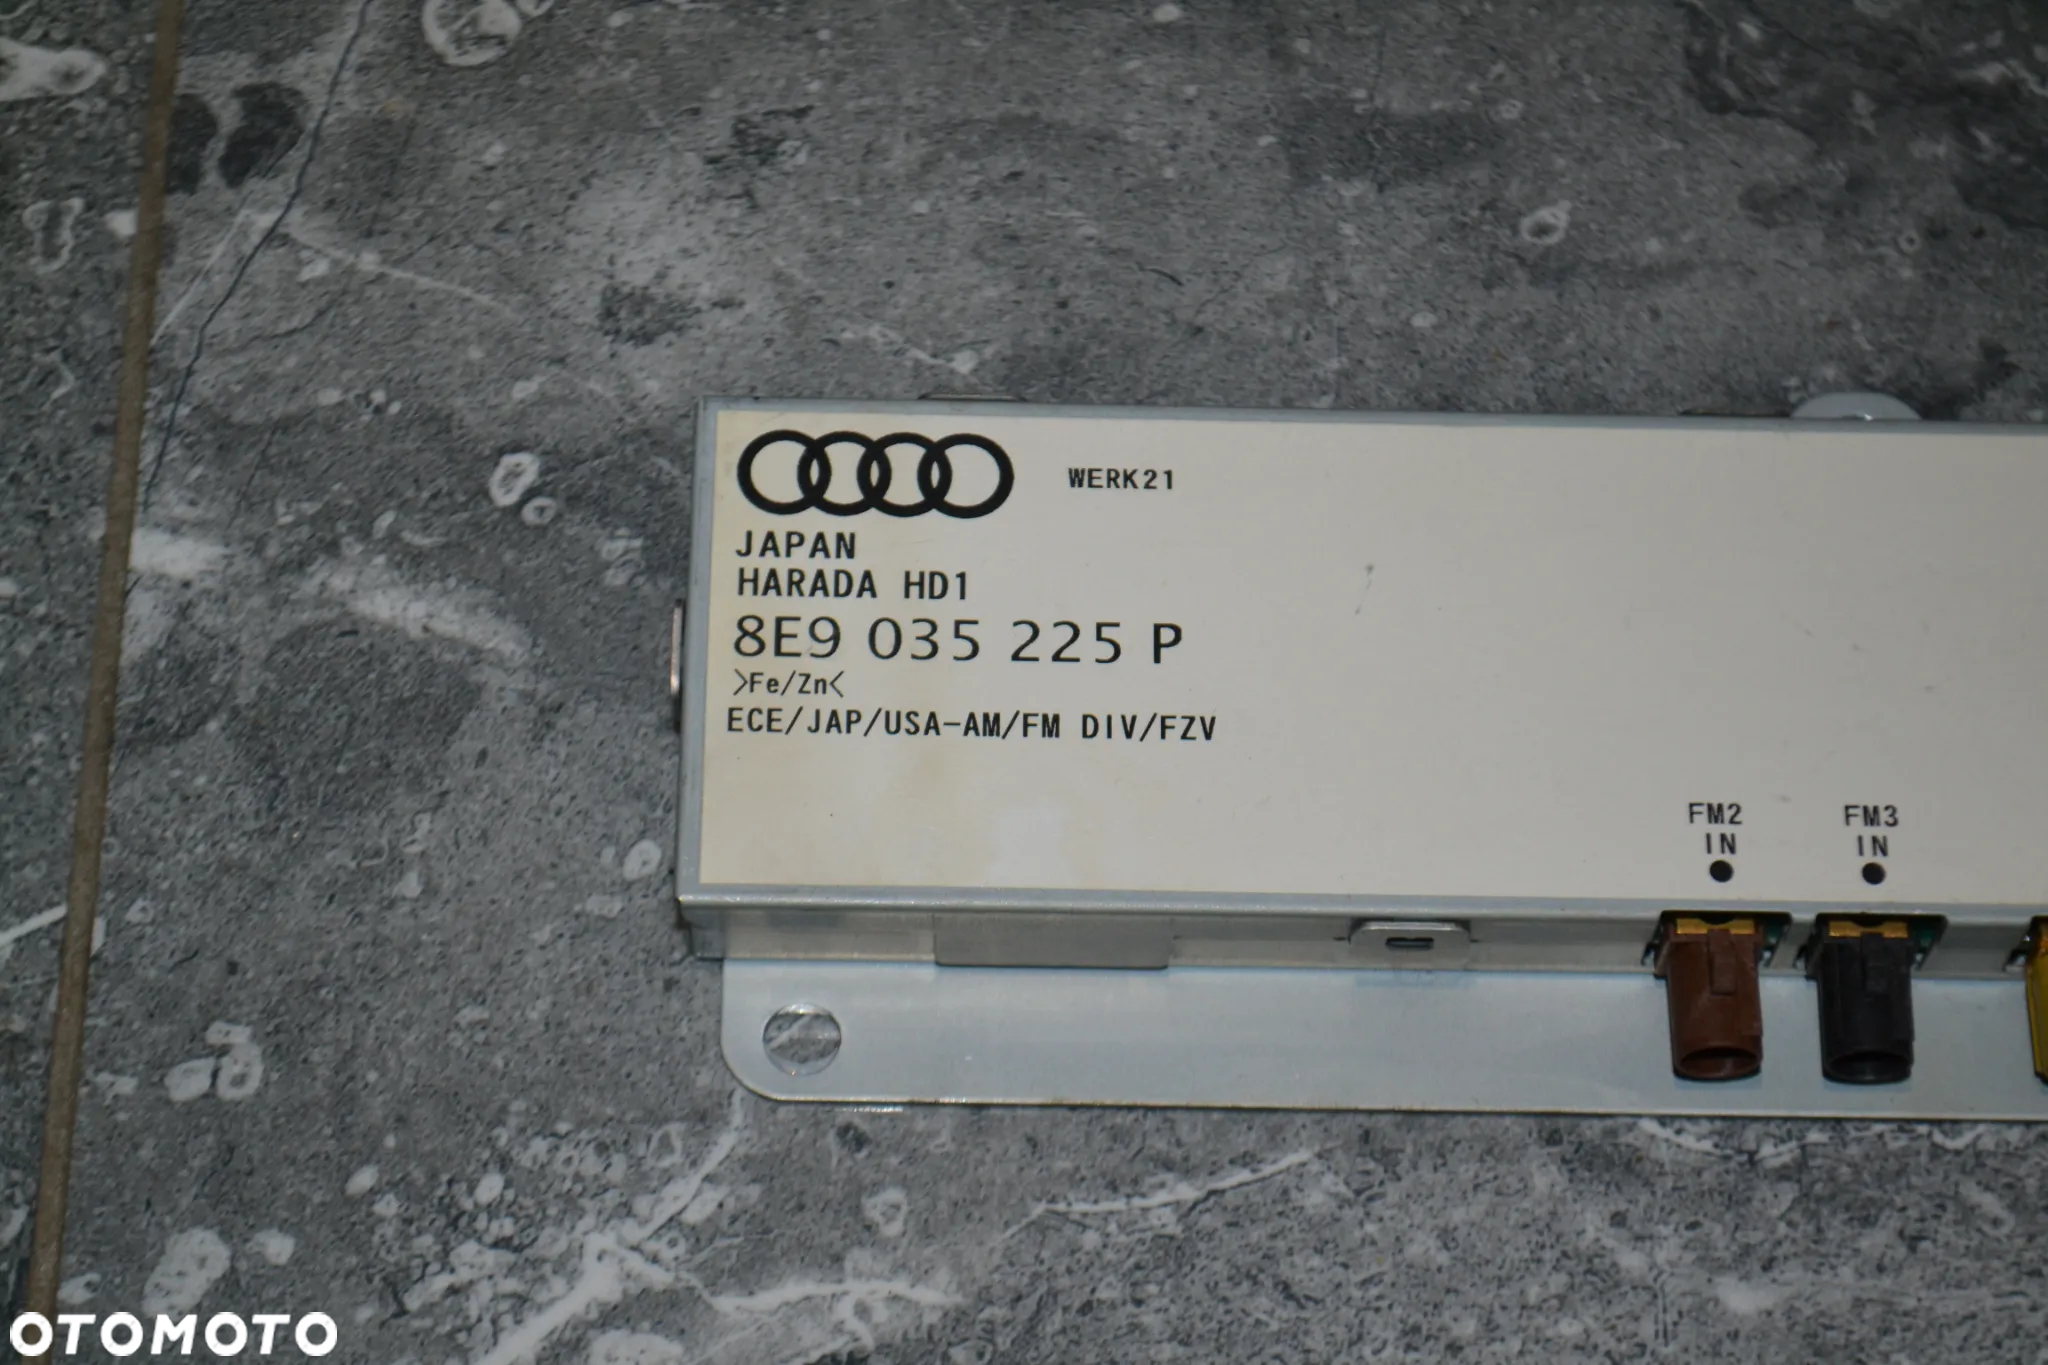 WERK21
JAPAN
HARADA HD1
8E9 035 225 P
>Fe/Zn<
ECE/JAP/USA-AM/FM DIV/FZV
FM2 IN
FM3 IN
OTOMOTO